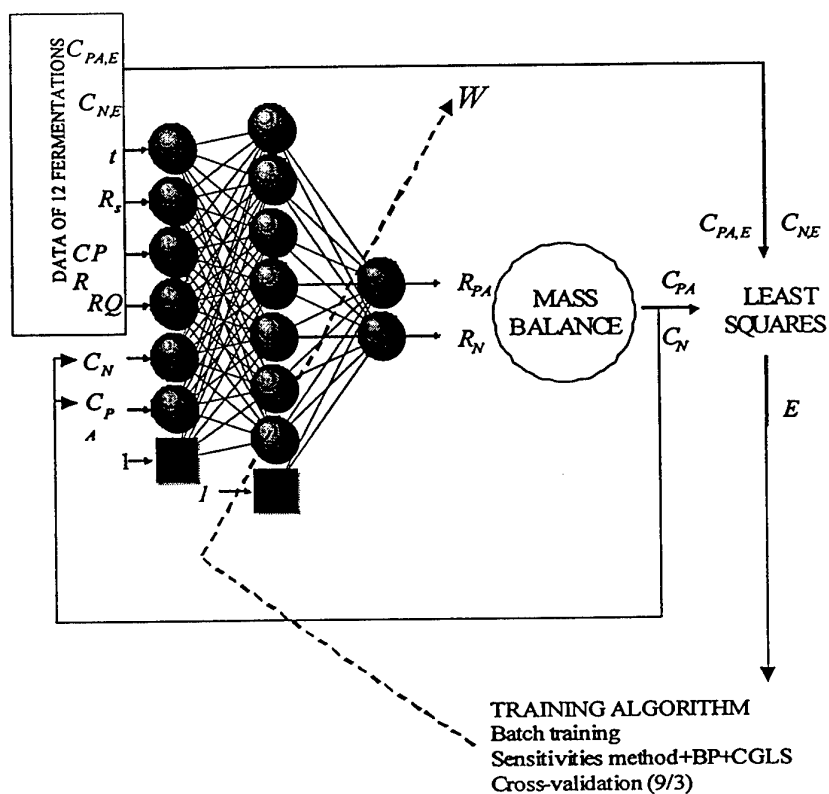 DATA OF 12 FERMENTATIONS
C_{PA,E}
C_{N,E}
t
R_s
CP
R
RQ
C_N
C_P
A
1
1
W
R_{PA}
R_N
MASS
BALANCE
C_{PA}
C_N
C_{PA,E} C_{N,E}
LEAST
SQUARES
E
TRAINING ALGORITHM
Batch training
Sensitivities method+BP+CGLS
Cross-validation (9/3)